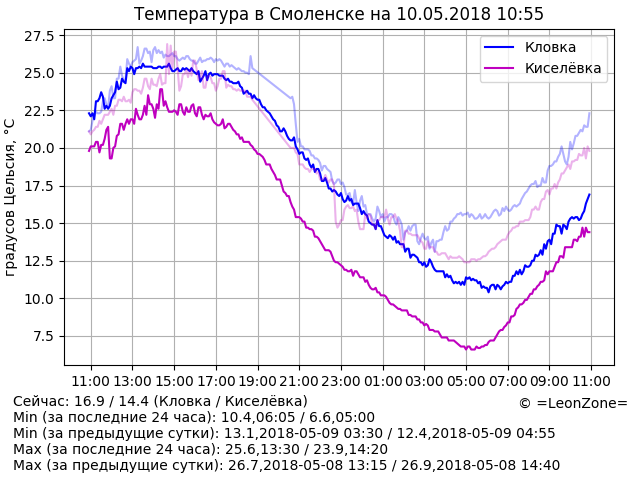 Температура в Смоленске на 10.05.2018 10:55
градусов Цельсия, °C
27.5
25.0
22.5
20.0
17.5
15.0
12.5
10.0
7.5
Кловка
Киселёвка
11:00 13:00 15:00 17:00 19:00 21:00 23:00 01:00 03:00 05:00 07:00 09:00 11:00
Сейчас: 16.9 / 14.4 (Кловка / Киселёвка)
© =LeonZone=
Min (за последние 24 часа): 10.4,06:05 / 6.6,05:00
Min (за предыдущие сутки): 13.1,2018-05-09 03:30 / 12.4,2018-05-09 04:55
Max (за последние 24 часа): 25.6,13:30 / 23.9,14:20
Max (за предыдущие сутки): 26.7,2018-05-08 13:15 / 26.9,2018-05-08 14:40